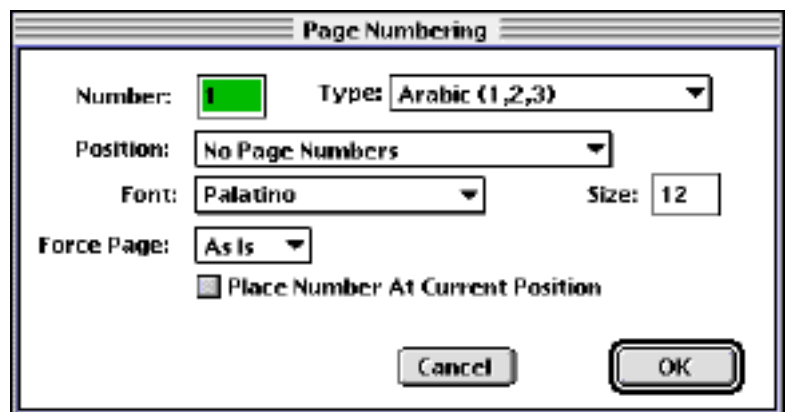 Page Numbering
Number: 1 Type: Arabic (1,2,3)
Position: No Page Numbers
Font: Palatino Size: 12
Force Page: As Is
Place Number At Current Position
Cancel OK